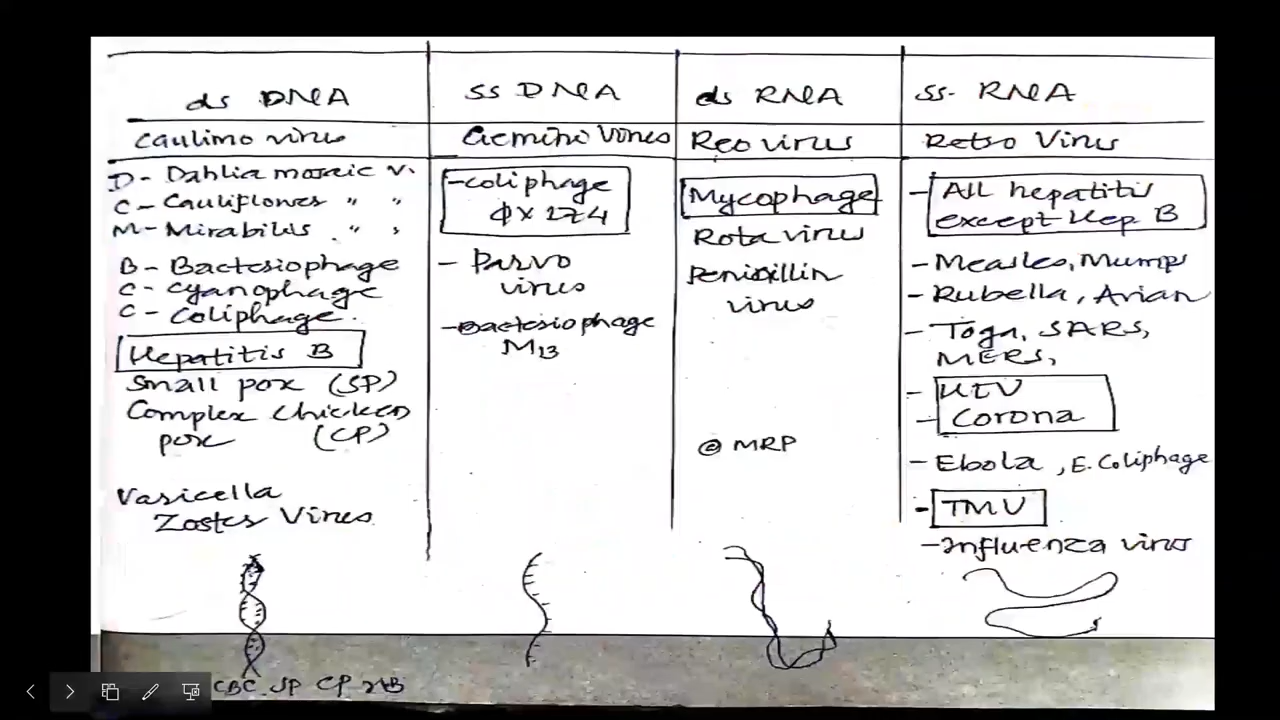 ds DNA
Caulimo virus
D - Dahlia mosaic V.
C - Cauliflower " "
M - Mirabilis " "
B - Bacteriophage
C - Cyanophage
C - Coliphage.
Hepatitis B
Small pox (SP)
Complex Chicken
pox (CP)
Varicella
Zoster Virus
CBC SP CP
ss DNA
Gemini Virus
- Coliphage
φ X 174
- Parvo
virus
- Bacteriophage
M13
ds RNA
Reo virus
Mycophage
Rota virus
Penicillin
virus
@ MRP
ss- RNA
Retro Virus
- All hepatitis
except Hep B
- Measles, Mumps
- Rubella, Avian
- Toga, SARS,
MERS,
- HIV
- Corona
- Ebola, E. Coliphage
- TMV
- Influenza virus